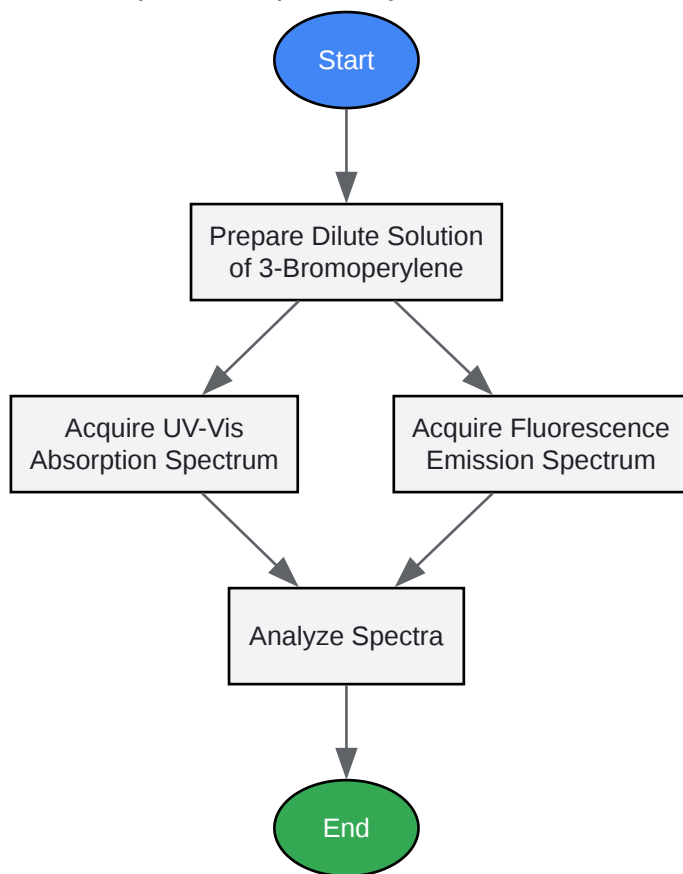 Start
Prepare Dilute Solution
of 3-Bromoperylene
Acquire UV-Vis
Absorption Spectrum
Acquire Fluorescence
Emission Spectrum
Analyze Spectra
End